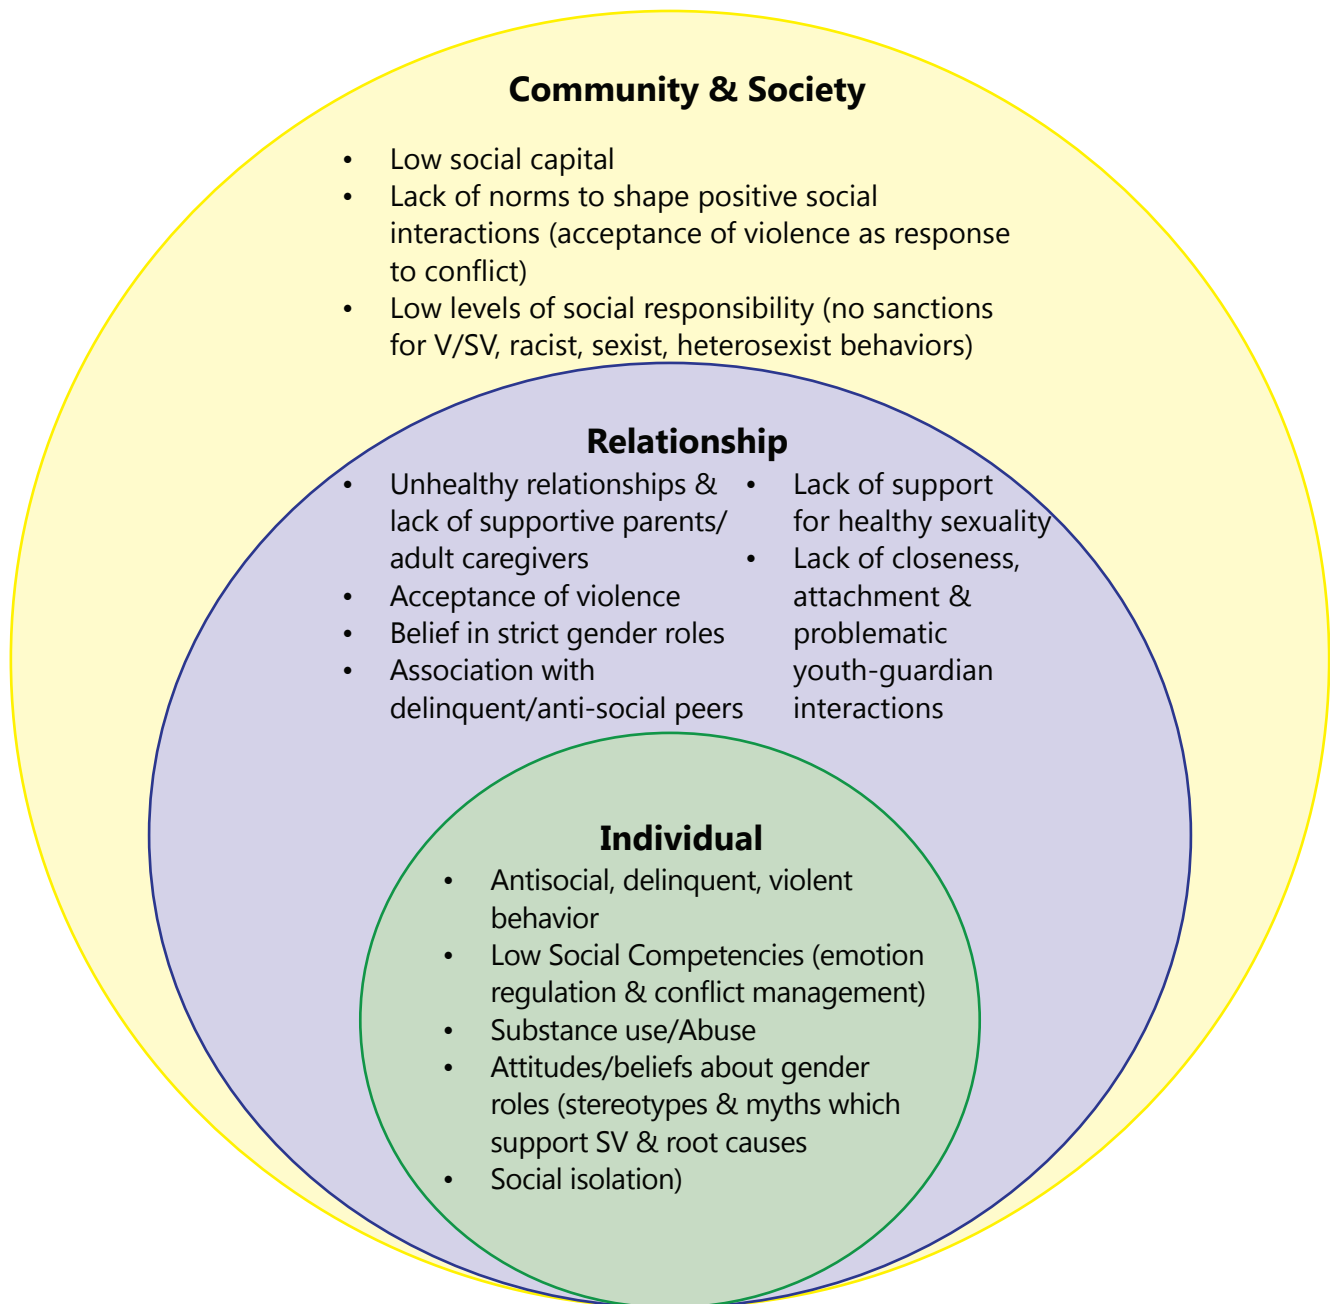 Community & Society
• Low social capital
• Lack of norms to shape positive social
interactions (acceptance of violence as response
to conflict)
• Low levels of social responsibility (no sanctions
for V/SV, racist, sexist, heterosexist behaviors)
Relationship
• Unhealthy relationships &
lack of supportive parents/
adult caregivers
• Acceptance of violence
• Belief in strict gender roles
• Association with
delinquent/anti-social peers
• Lack of support
for healthy sexuality
• Lack of closeness,
attachment &
problematic
youth-guardian
interactions
Individual
• Antisocial, delinquent, violent
behavior
• Low Social Competencies (emotion
regulation & conflict management)
• Substance use/Abuse
• Attitudes/beliefs about gender
roles (stereotypes & myths which
support SV & root causes
• Social isolation)